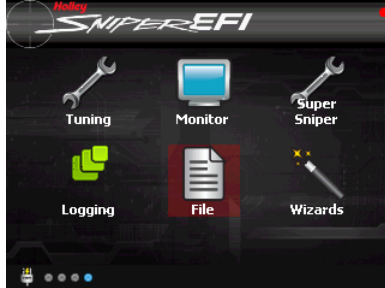 Holley
SNIPER EFI
Tuning
Monitor
Super
Sniper
Logging
File
Wizards